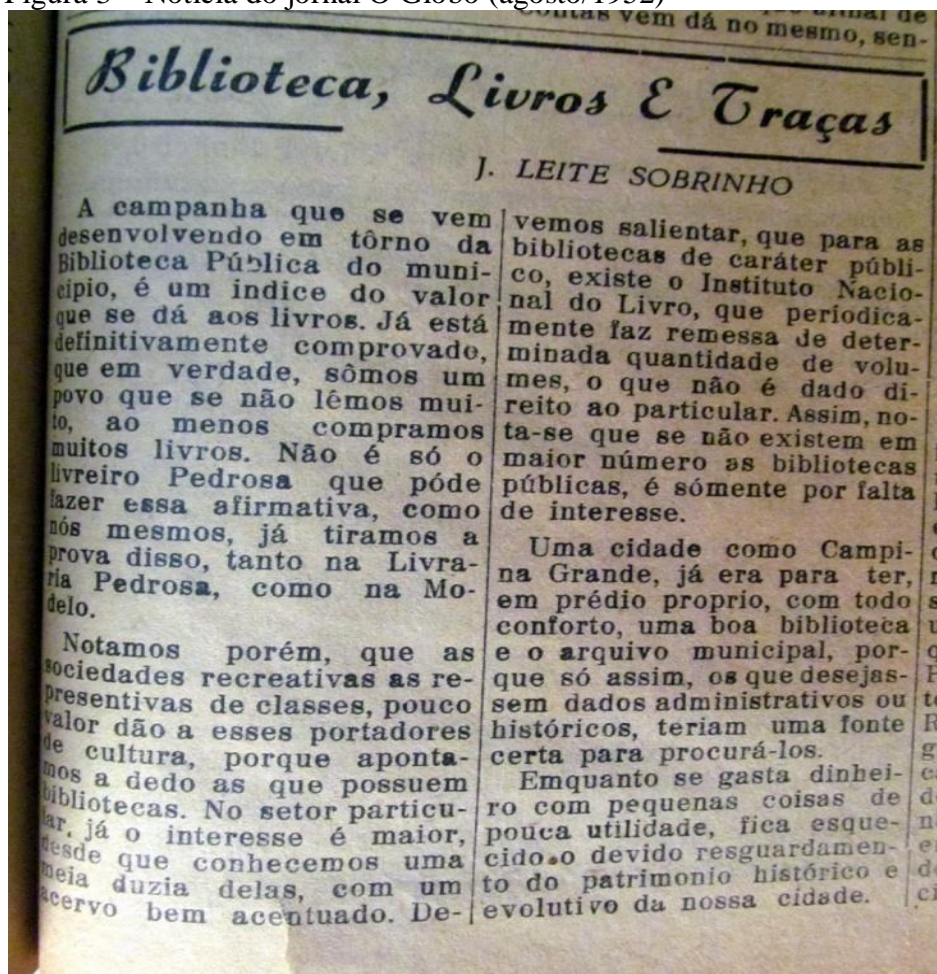 Figura 3 – Notícia do jornal O Globo (agosto/1952)
vem dá no mesmo, sen-
Biblioteca, Livros E Traças
J. LEITE SOBRINHO
A campanha que se vem
desenvolvendo em tôrno da
Biblioteca Pública do muni-
cipio, é um indice do valor
que se dá aos livros. Já está
definitivamente comprovado,
que em verdade, sômos um
povo que se não lêmos mui-
to, ao menos compramos
muitos livros. Não é só o
livreiro Pedrosa que póde
fazer essa afirmativa, como
nós mesmos, já tiramos a
prova disso, tanto na Livra-
ria Pedrosa, como na Mo-
delo.
Notamos porém, que as
sociedades recreativas as re-
presentivas de classes, pouco
valor dão a esses portadores
de cultura, porque aponta-
mos a dedo as que possuem
bibliotecas. No setor particu-
lar, já o interesse é maior,
desde que conhecemos uma
meia duzia delas, com um
acervo bem acentuado. De-
vemos salientar, que para as
bibliotecas de caráter públi-
co, existe o Instituto Nacio-
nal do Livro, que periodica-
mente faz remessa de deter-
minada quantidade de volu-
mes, o que não é dado di-
reito ao particular. Assim, no-
ta-se que se não existem em
maior número as bibliotecas
públicas, é sómente por falta
de interesse.
Uma cidade como Campi-
na Grande, já era para ter,
em prédio proprio, com todo
conforto, uma boa biblioteca
e o arquivo municipal, por-
que só assim, os que desejas-
sem dados administrativos ou
históricos, teriam uma fonte
certa para procurá-los.
Emquanto se gasta dinhei-
ro com pequenas coisas de
pouca utilidade, fica esque-
cido o devido resguardamen-
to do patrimonio histórico e
evolutivo da nossa cidade.